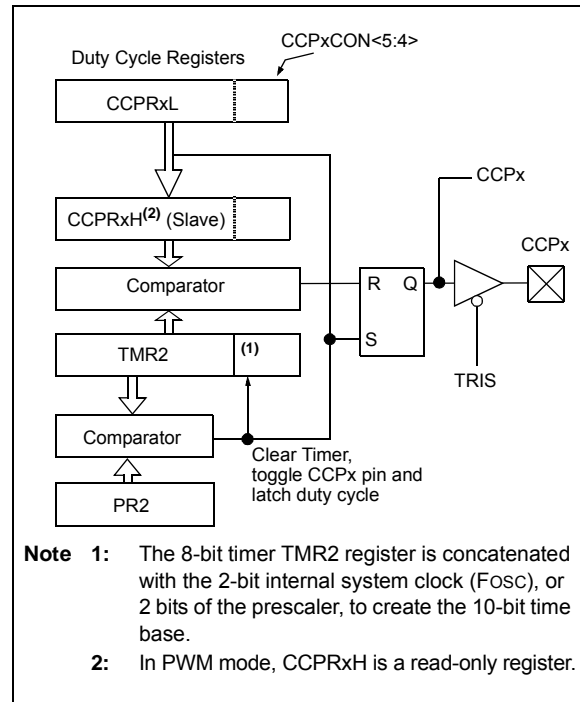 CCPxCON<5:4>
Duty Cycle Registers
CCPRxL
CCPx
CCPRxH(2) (Slave)
CCPx
Comparator
R Q
TMR2 (1)
S
TRIS
Comparator
Clear Timer,
toggle CCPx pin and
latch duty cycle
PR2
Note 1: The 8-bit timer TMR2 register is concatenated
with the 2-bit internal system clock (FOSC), or
2 bits of the prescaler, to create the 10-bit time
base.
2: In PWM mode, CCPRxH is a read-only register.